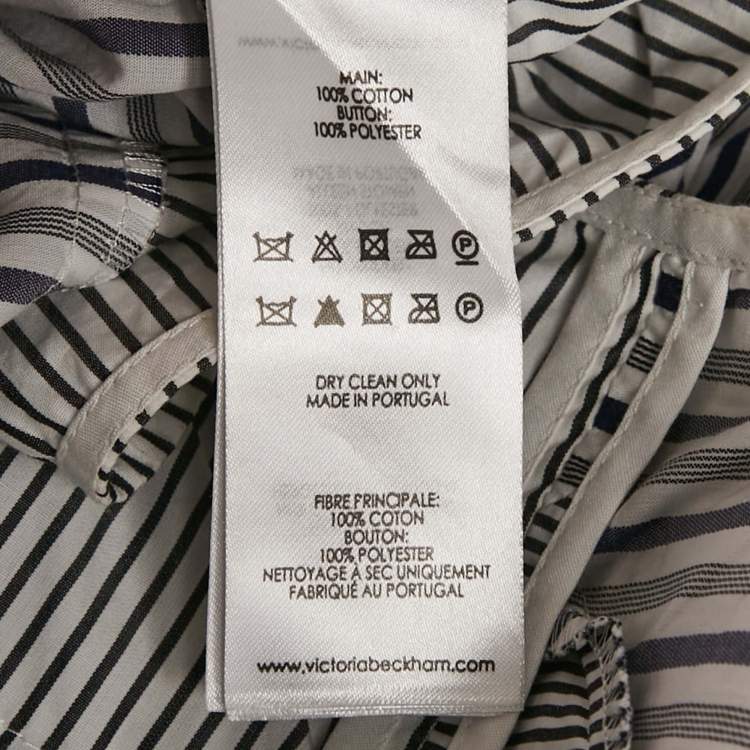 MAIN:
100% COTTON
BUTTON:
100% POLYESTER
P
P
DRY CLEAN ONLY
MADE IN PORTUGAL
FIBRE PRINCIPALE:
100% COTON
BOUTON:
100% POLYESTER
NETTOYAGE À SEC UNIQUEMENT
FABRIQUÉ AU PORTUGAL
www.victoriabeckham.com